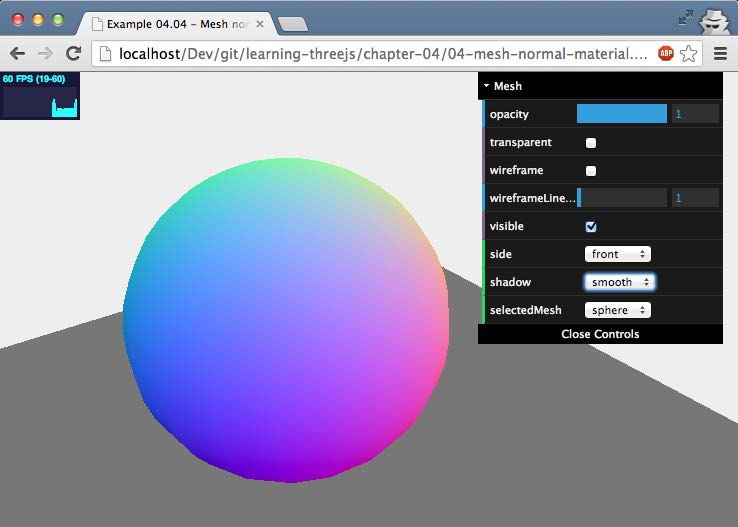 Example 04.04 - Mesh nor
localhost/Dev/git/learning-threejs/chapter-04/04-mesh-normal-material....
ABP
60 FPS (19-60)
Mesh
opacity 1
transparent
wireframe
wireframeLine... 1
visible
side front
shadow smooth
selectedMesh sphere
Close Controls